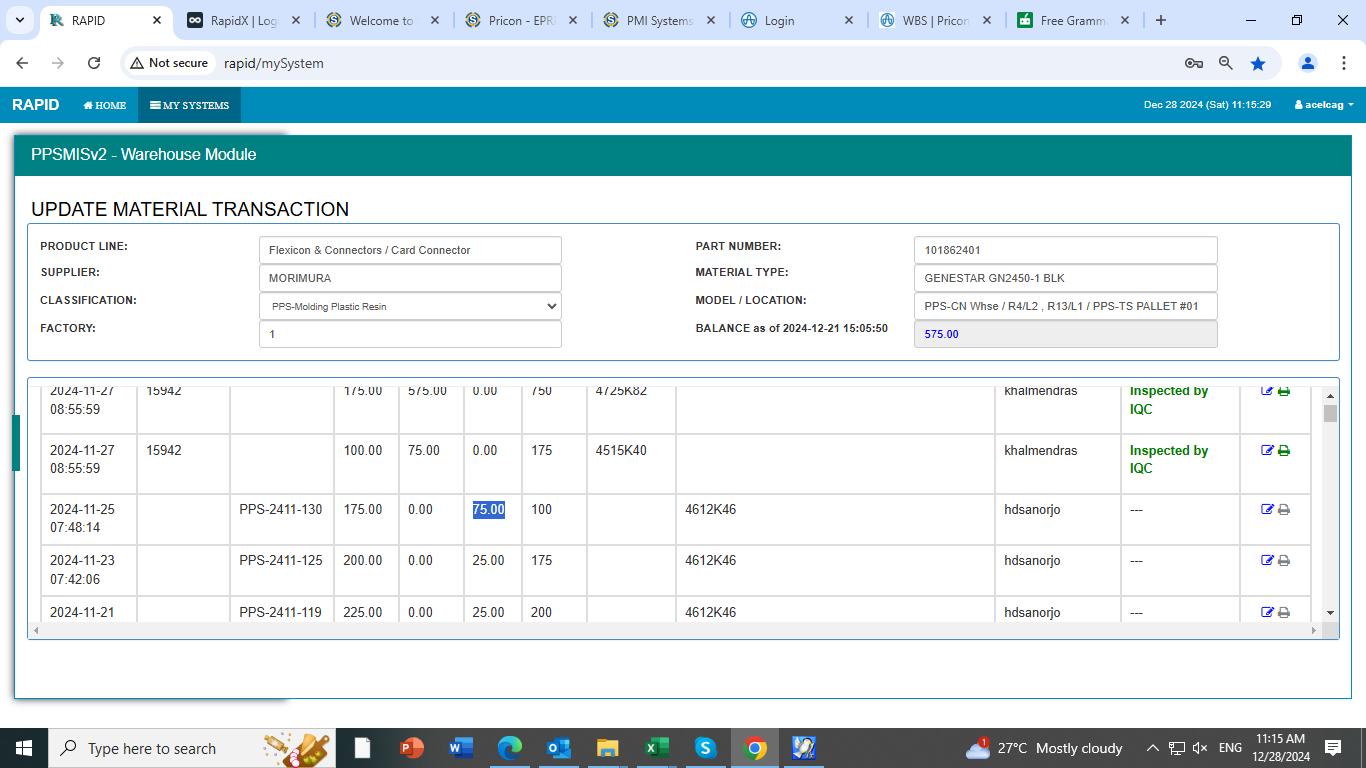 RAPID
RapidX | Log
Welcome to
Pricon - EPR
PMI Systems
Login
WBS | Pricon
Free Gramma
Not secure
rapid/mySystem
RAPID
HOME
MY SYSTEMS
Dec 28 2024 (Sat) 11:15:29
acelcag
PPSMISv2 - Warehouse Module
UPDATE MATERIAL TRANSACTION
PRODUCT LINE: Flexicon & Connectors / Card Connector
PART NUMBER: 101862401
SUPPLIER: MORIMURA
MATERIAL TYPE: GENESTAR GN2450-1 BLK
CLASSIFICATION: PPS-Molding Plastic Resin
MODEL / LOCATION: PPS-CN Whse / R4/L2 , R13/L1 / PPS-TS PALLET #01
FACTORY: 1
BALANCE as of 2024-12-21 15:05:50 575.00
2024-11-27 15942 175.00 575.00 0.00 750 4725K82 khalmendras Inspected by
08:55:59 IQC
2024-11-27 15942 100.00 75.00 0.00 175 4515K40 khalmendras Inspected by
08:55:59 IQC
2024-11-25 PPS-2411-130 175.00 0.00 75.00 100 4612K46 hdsanorjo ---
07:48:14
2024-11-23 PPS-2411-125 200.00 0.00 25.00 175 4612K46 hdsanorjo ---
07:42:06
2024-11-21 PPS-2411-119 225.00 0.00 25.00 200 4612K46 hdsanorjo ---
Type here to search
1
27°C Mostly cloudy
ENG
11:15 AM
12/28/2024